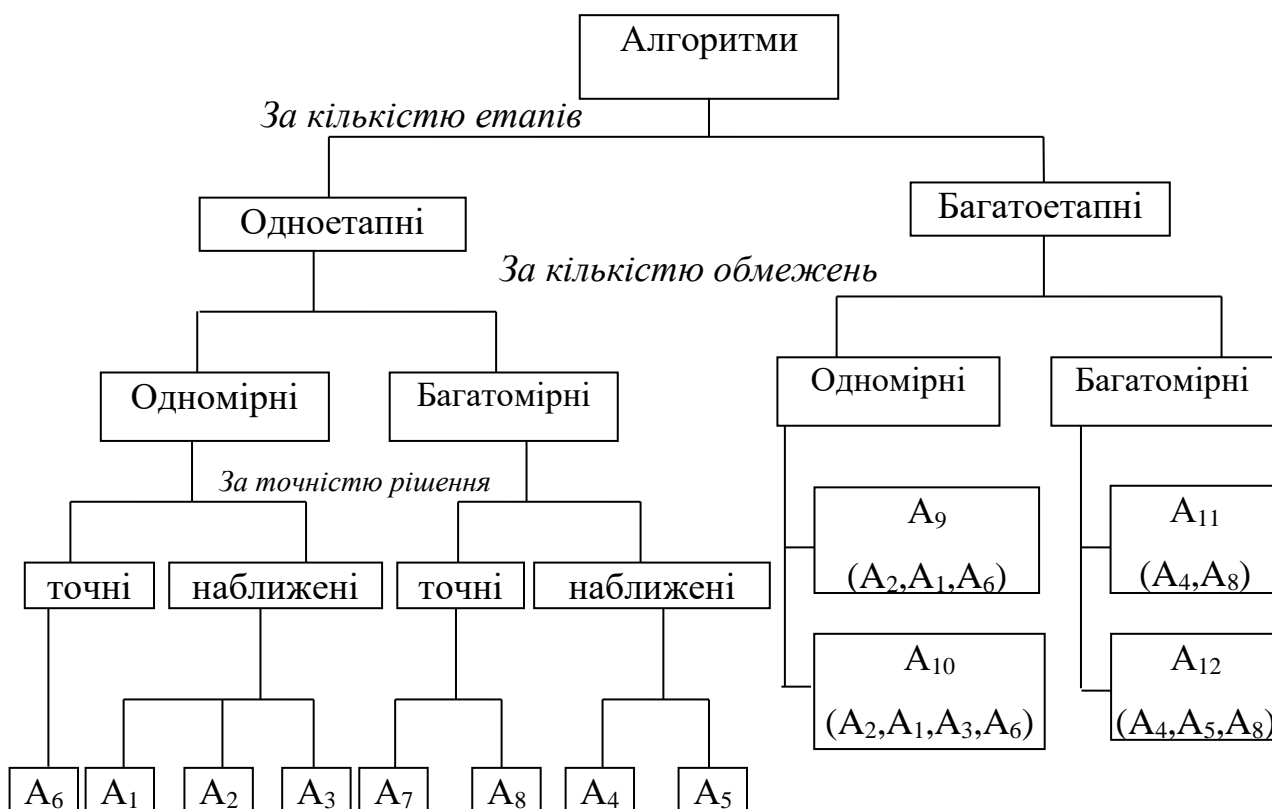 Алгоритми
За кількістю етапів
Одноетапні
Багатоетапні
За кількістю обмежень
Одномірні
Багатомірні
Одномірні
Багатомірні
За точністю рішення
A₉
(A₂,A₁,A₆)
A₁₁
(A₄,A₈)
точні
наближені
точні
наближені
A₁₀
(A₂,A₁,A₃,A₆)
A₁₂
(A₄,A₅,A₈)
A₆
A₁
A₂
A₃
A₇
A₈
A₄
A₅